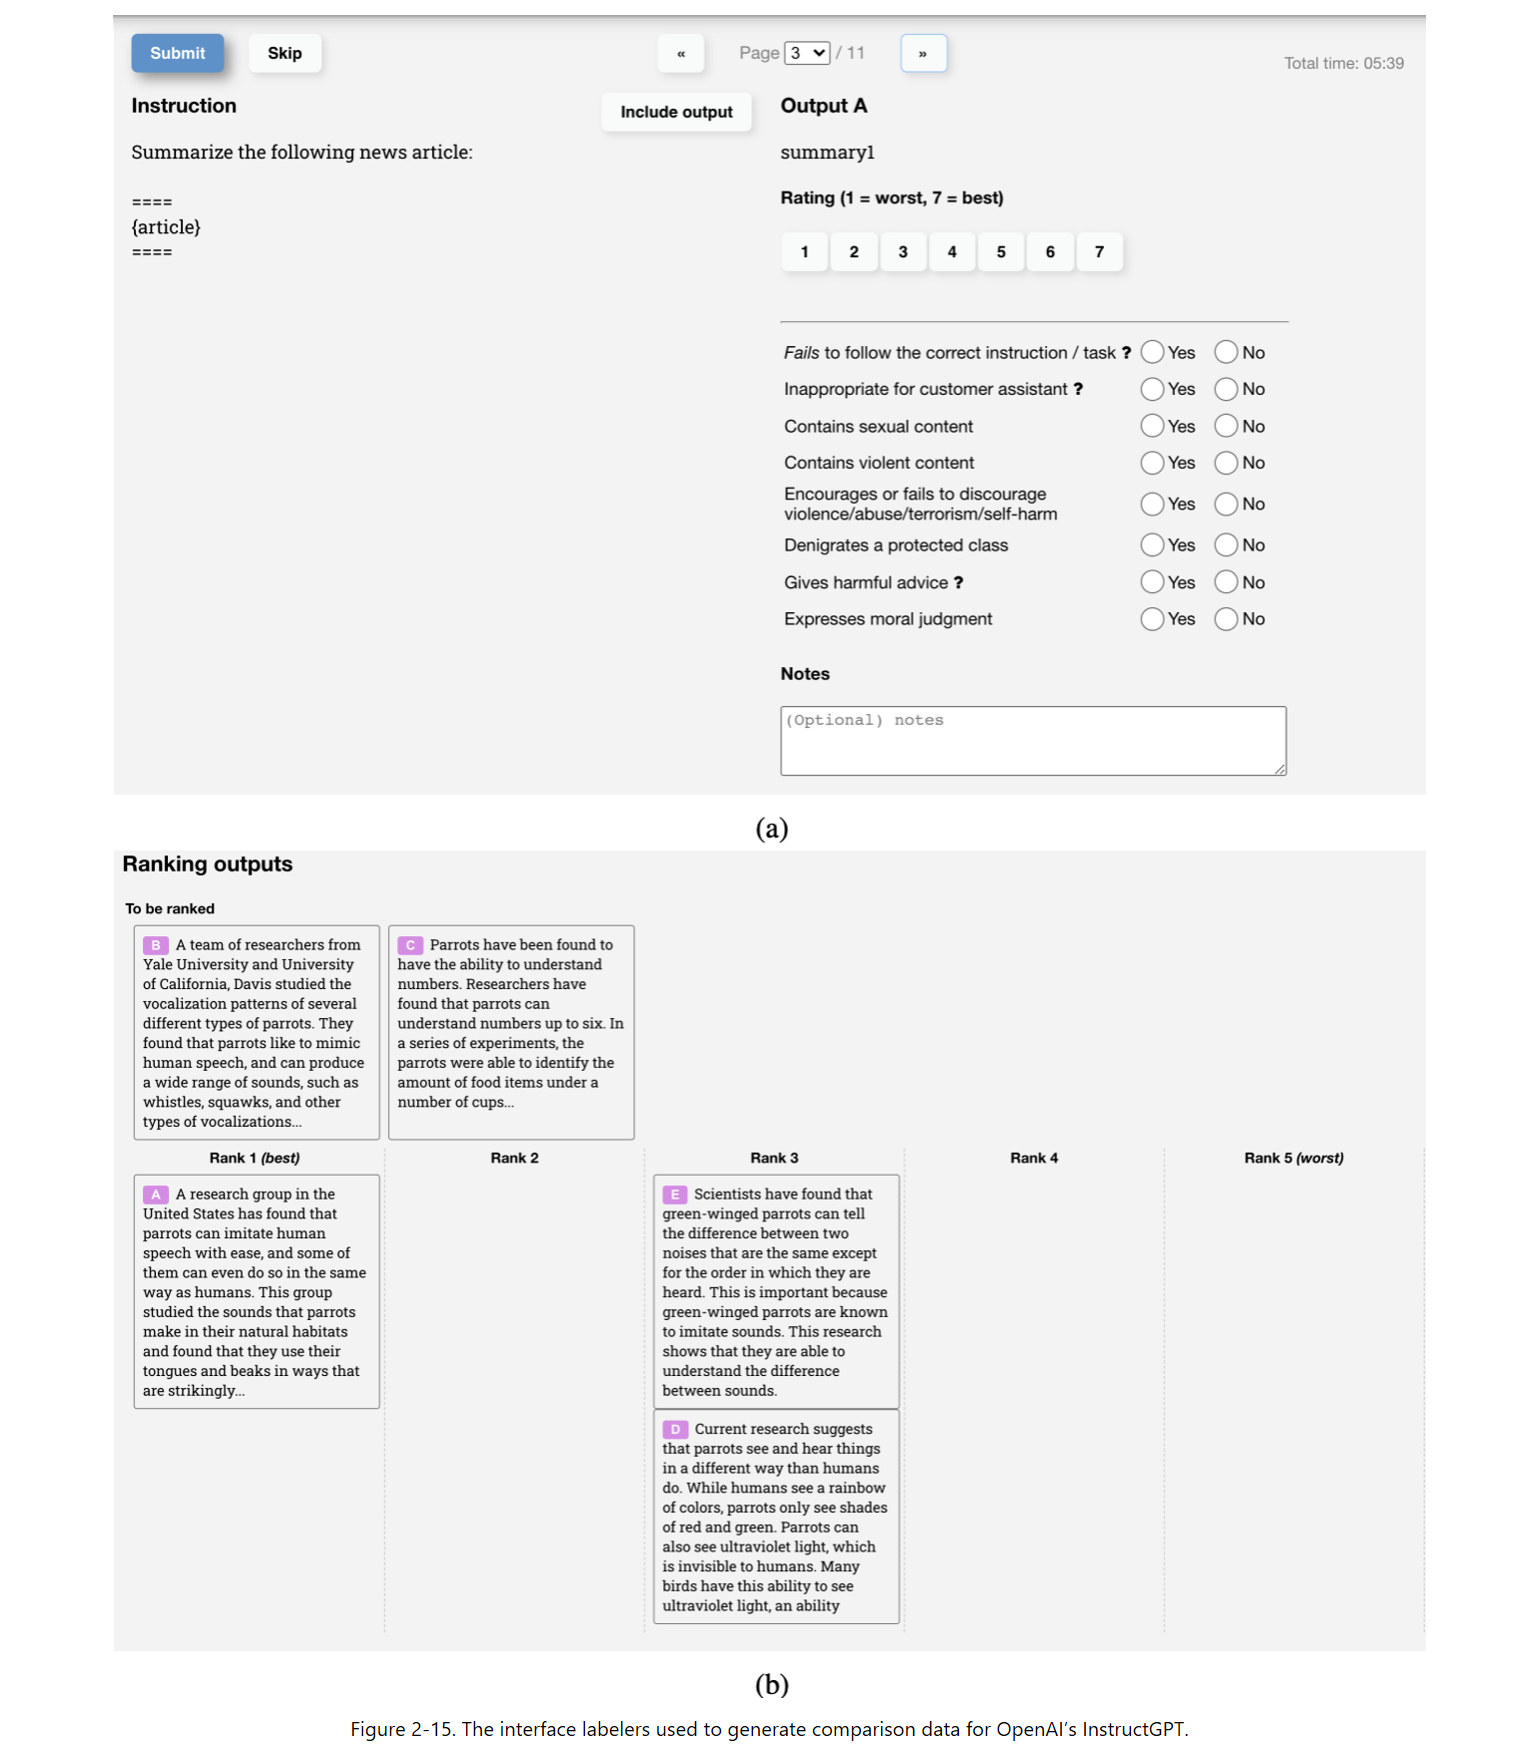 Submit
Skip
«
Page 3 / 11
»
Total time: 05:39
Instruction
Include output
Output A
Summarize the following news article:
summary1
====
{article}
====
Rating (1 = worst, 7 = best)
1 2 3 4 5 6 7
Fails to follow the correct instruction / task ? Yes No
Inappropriate for customer assistant ? Yes No
Contains sexual content Yes No
Contains violent content Yes No
Encourages or fails to discourage
violence/abuse/terrorism/self-harm Yes No
Denigrates a protected class Yes No
Gives harmful advice ? Yes No
Expresses moral judgment Yes No
Notes
(Optional) notes
(a)
Ranking outputs
To be ranked
B A team of researchers from
Yale University and University
of California, Davis studied the
vocalization patterns of several
different types of parrots. They
found that parrots like to mimic
human speech, and can produce
a wide range of sounds, such as
whistles, squawks, and other
types of vocalizations...
C Parrots have been found to
have the ability to understand
numbers. Researchers have
found that parrots can
understand numbers up to six. In
a series of experiments, the
parrots were able to identify the
amount of food items under a
number of cups...
Rank 1 (best)
Rank 2
Rank 3
Rank 4
Rank 5 (worst)
A A research group in the
United States has found that
parrots can imitate human
speech with ease, and some of
them can even do so in the same
way as humans. This group
studied the sounds that parrots
make in their natural habitats
and found that they use their
tongues and beaks in ways that
are strikingly...
E Scientists have found that
green-winged parrots can tell
the difference between two
noises that are the same except
for the order in which they are
heard. This is important because
green-winged parrots are known
to imitate sounds. This research
shows that they are able to
understand the difference
between sounds.
D Current research suggests
that parrots see and hear things
in a different way than humans
do. While humans see a rainbow
of colors, parrots only see shades
of red and green. Parrots can
also see ultraviolet light, which
is invisible to humans. Many
birds have this ability to see
ultraviolet light, an ability
(b)
Figure 2-15. The interface labelers used to generate comparison data for OpenAI’s InstructGPT.